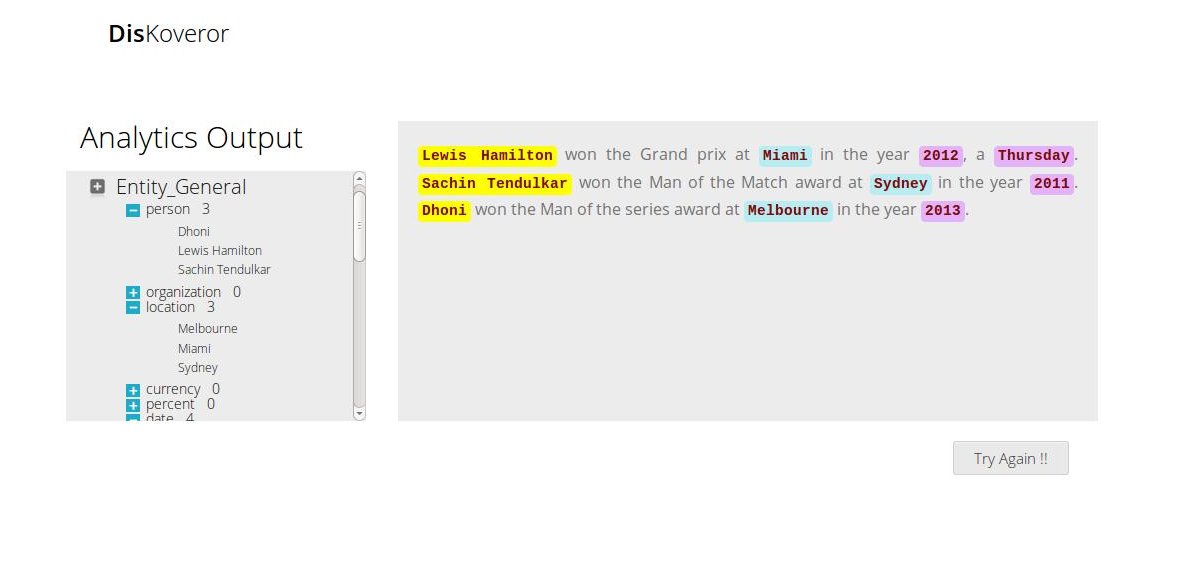 DisKoveror
Analytics Output
Entity_General
person 3
Dhoni
Lewis Hamilton
Sachin Tendulkar
organization 0
location 3
Melbourne
Miami
Sydney
currency 0
percent 0
date 4
Lewis Hamilton won the Grand prix at Miami in the year 2012, a Thursday.
Sachin Tendulkar won the Man of the Match award at Sydney in the year 2011.
Dhoni won the Man of the series award at Melbourne in the year 2013.
Try Again !!